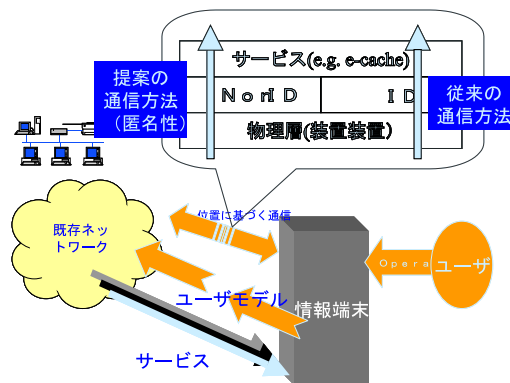 サービス(e.g. e-cache)
提案の
通信方法
(匿名性)
NonID
ID
従来の
通信方法
物理層(装置装置)
位置に基づく通信
既存ネッ
トワーク
Opera
ユーザ
ユーザモデル
情報端末
サービス